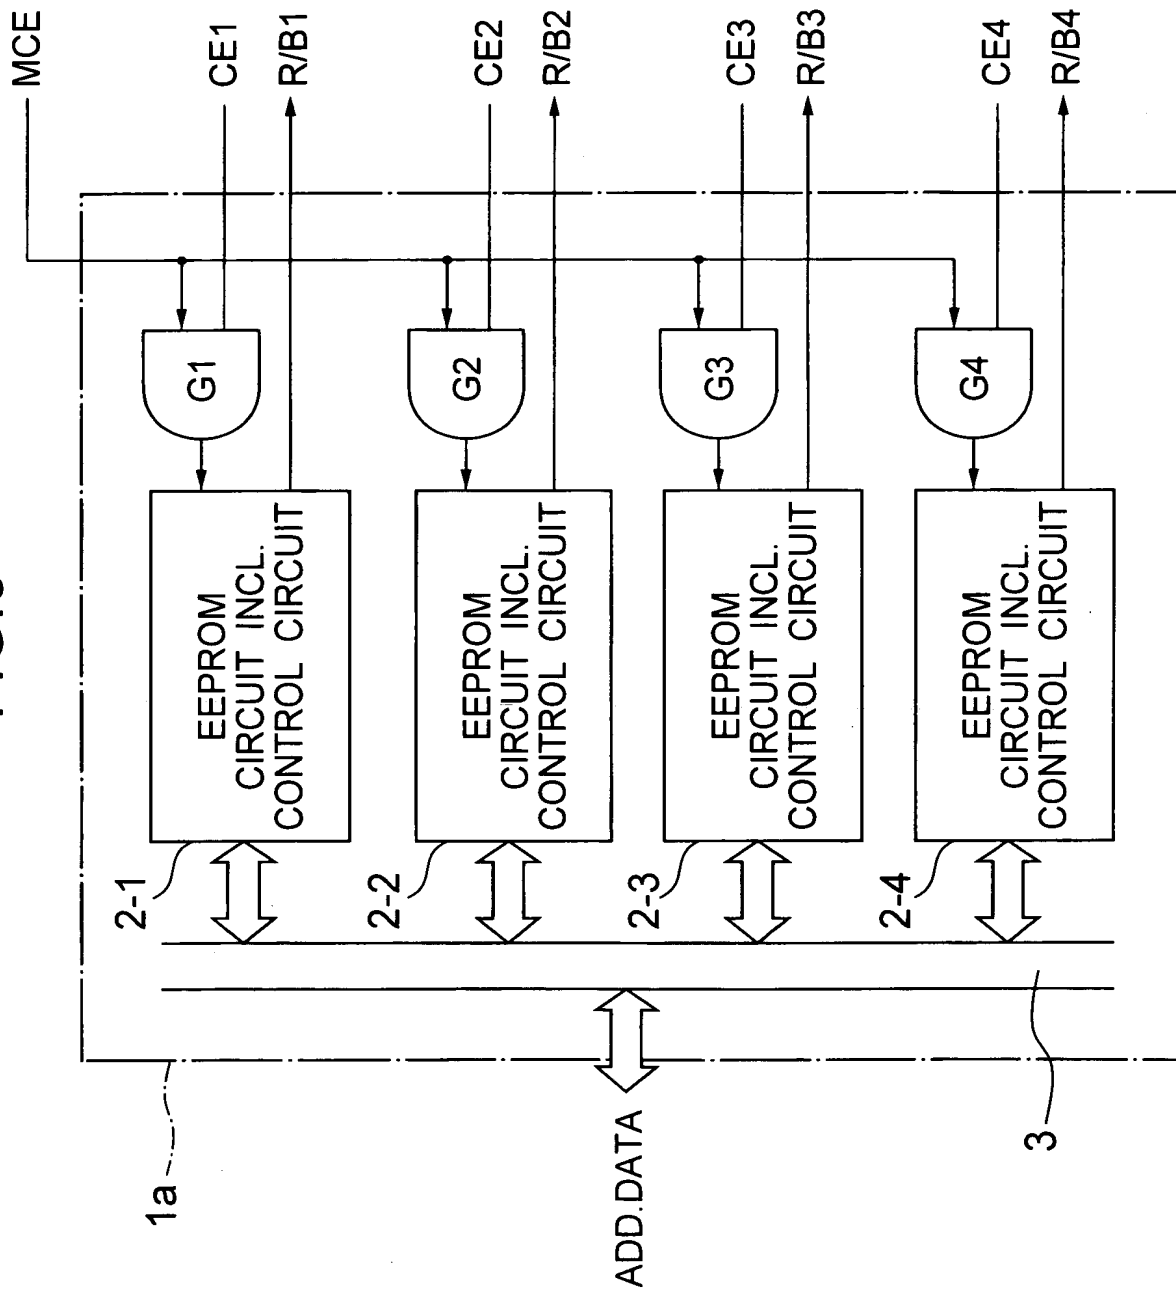 MCE
1a
2-1
EEPROM
CIRCUIT INCL.
CONTROL CIRCUIT
G1
CE1
R/B1
2-2
EEPROM
CIRCUIT INCL.
CONTROL CIRCUIT
G2
CE2
R/B2
ADD.DATA
2-3
EEPROM
CIRCUIT INCL.
CONTROL CIRCUIT
G3
CE3
R/B3
2-4
EEPROM
CIRCUIT INCL.
CONTROL CIRCUIT
G4
CE4
R/B4
3